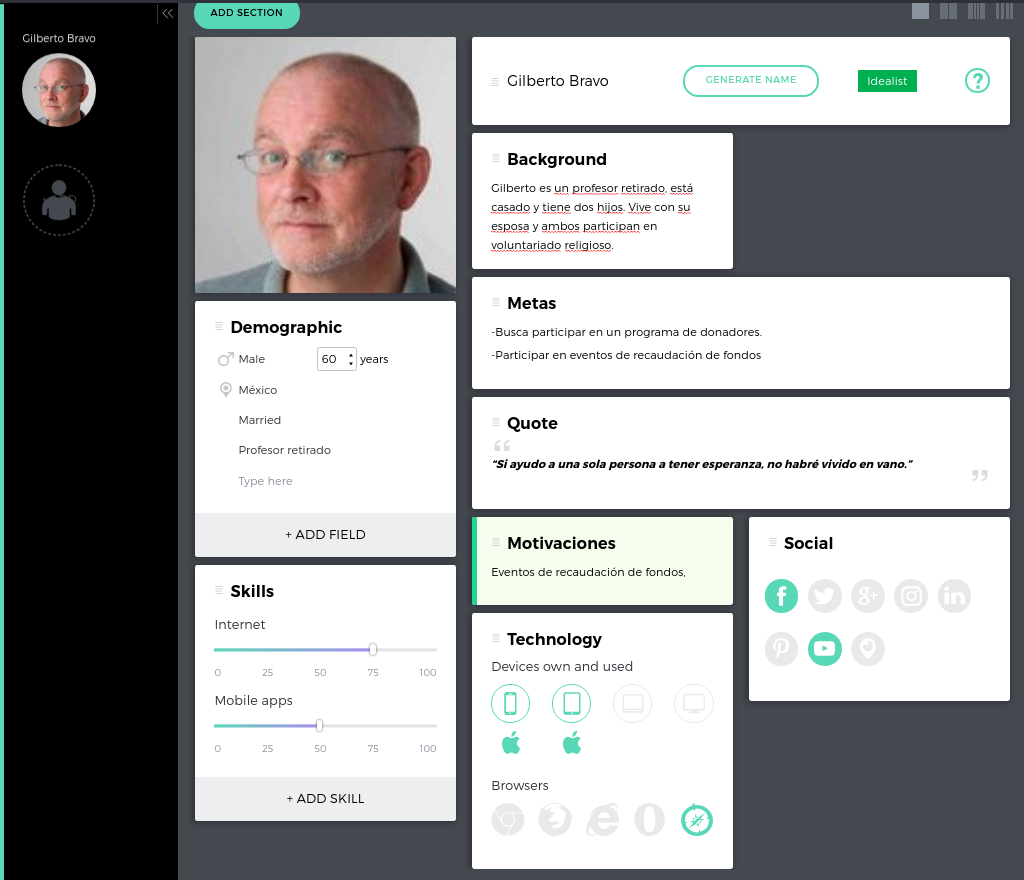 ADD SECTION
Gilberto Bravo
Gilberto Bravo
GENERATE NAME
Idealist
?
Background
Gilberto es un profesor retirado, está
casado y tiene dos hijos. Vive con su
esposa y ambos participan en
voluntariado religioso.
Metas
-Busca participar en un programa de donadores.
-Participar en eventos de recaudación de fondos
Demographic
Male
60 years
México
Married
Profesor retirado
Type here
+ ADD FIELD
Quote
“
“Si ayudo a una sola persona a tener esperanza, no habré vivido en vano.”
”
Motivaciones
Eventos de recaudación de fondos,
Social
Skills
Internet
0 25 50 75 100
Mobile apps
0 25 50 75 100
+ ADD SKILL
Technology
Devices own and used
Browsers